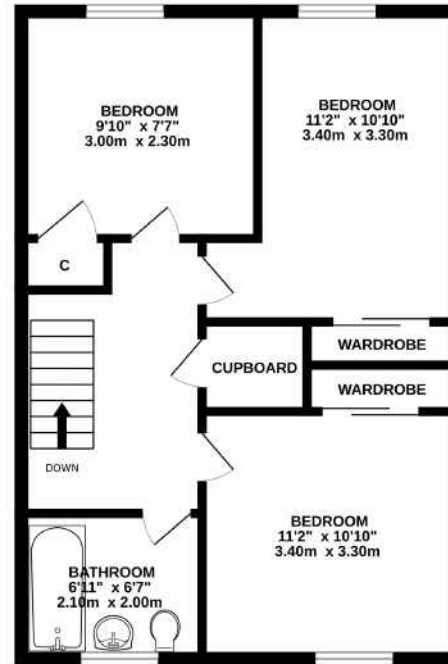 BEDROOM
9'10" x 7'7"
3.00m x 2.30m
BEDROOM
11'2" x 10'10"
3.40m x 3.30m
C
WARDROBE
CUPBOARD
WARDROBE
DOWN
BEDROOM
11'2" x 10'10"
3.40m x 3.30m
BATHROOM
6'11" x 6'7"
2.10m x 2.00m